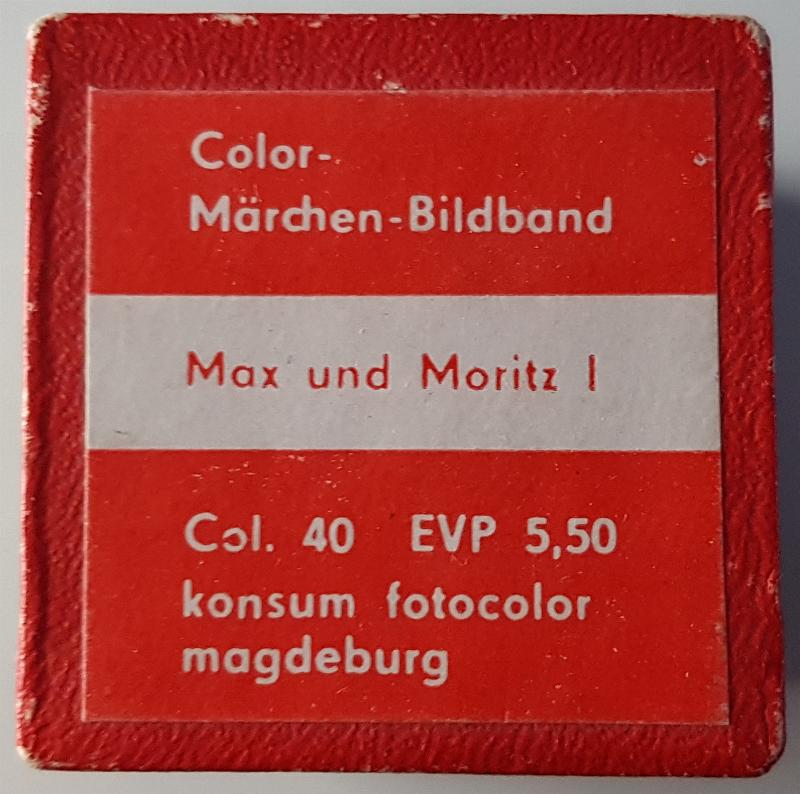 Color-
Märchen-Bildband
Max und Moritz I
Col. 40 EVP 5,50
konsum fotocolor
magdeburg